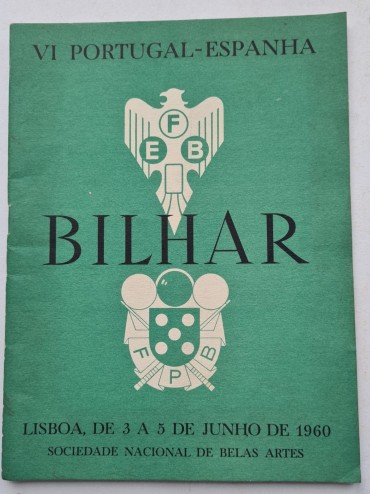 VI PORTUGAL-ESPANHA
F
E B
BILHAR
F P B
LISBOA, DE 3 A 5 DE JUNHO DE 1960
SOCIEDADE NACIONAL DE BELAS ARTES